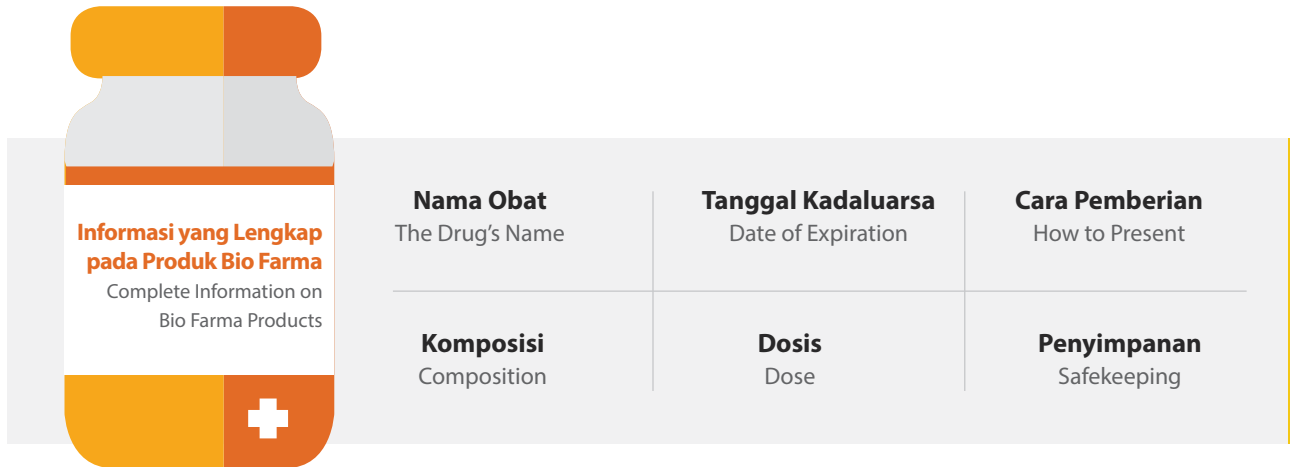 Informasi yang Lengkap
pada Produk Bio Farma
Complete Information on
Bio Farma Products
Nama Obat
The Drug’s Name
Tanggal Kadaluarsa
Date of Expiration
Cara Pemberian
How to Present
Komposisi
Composition
Dosis
Dose
Penyimpanan
Safekeeping